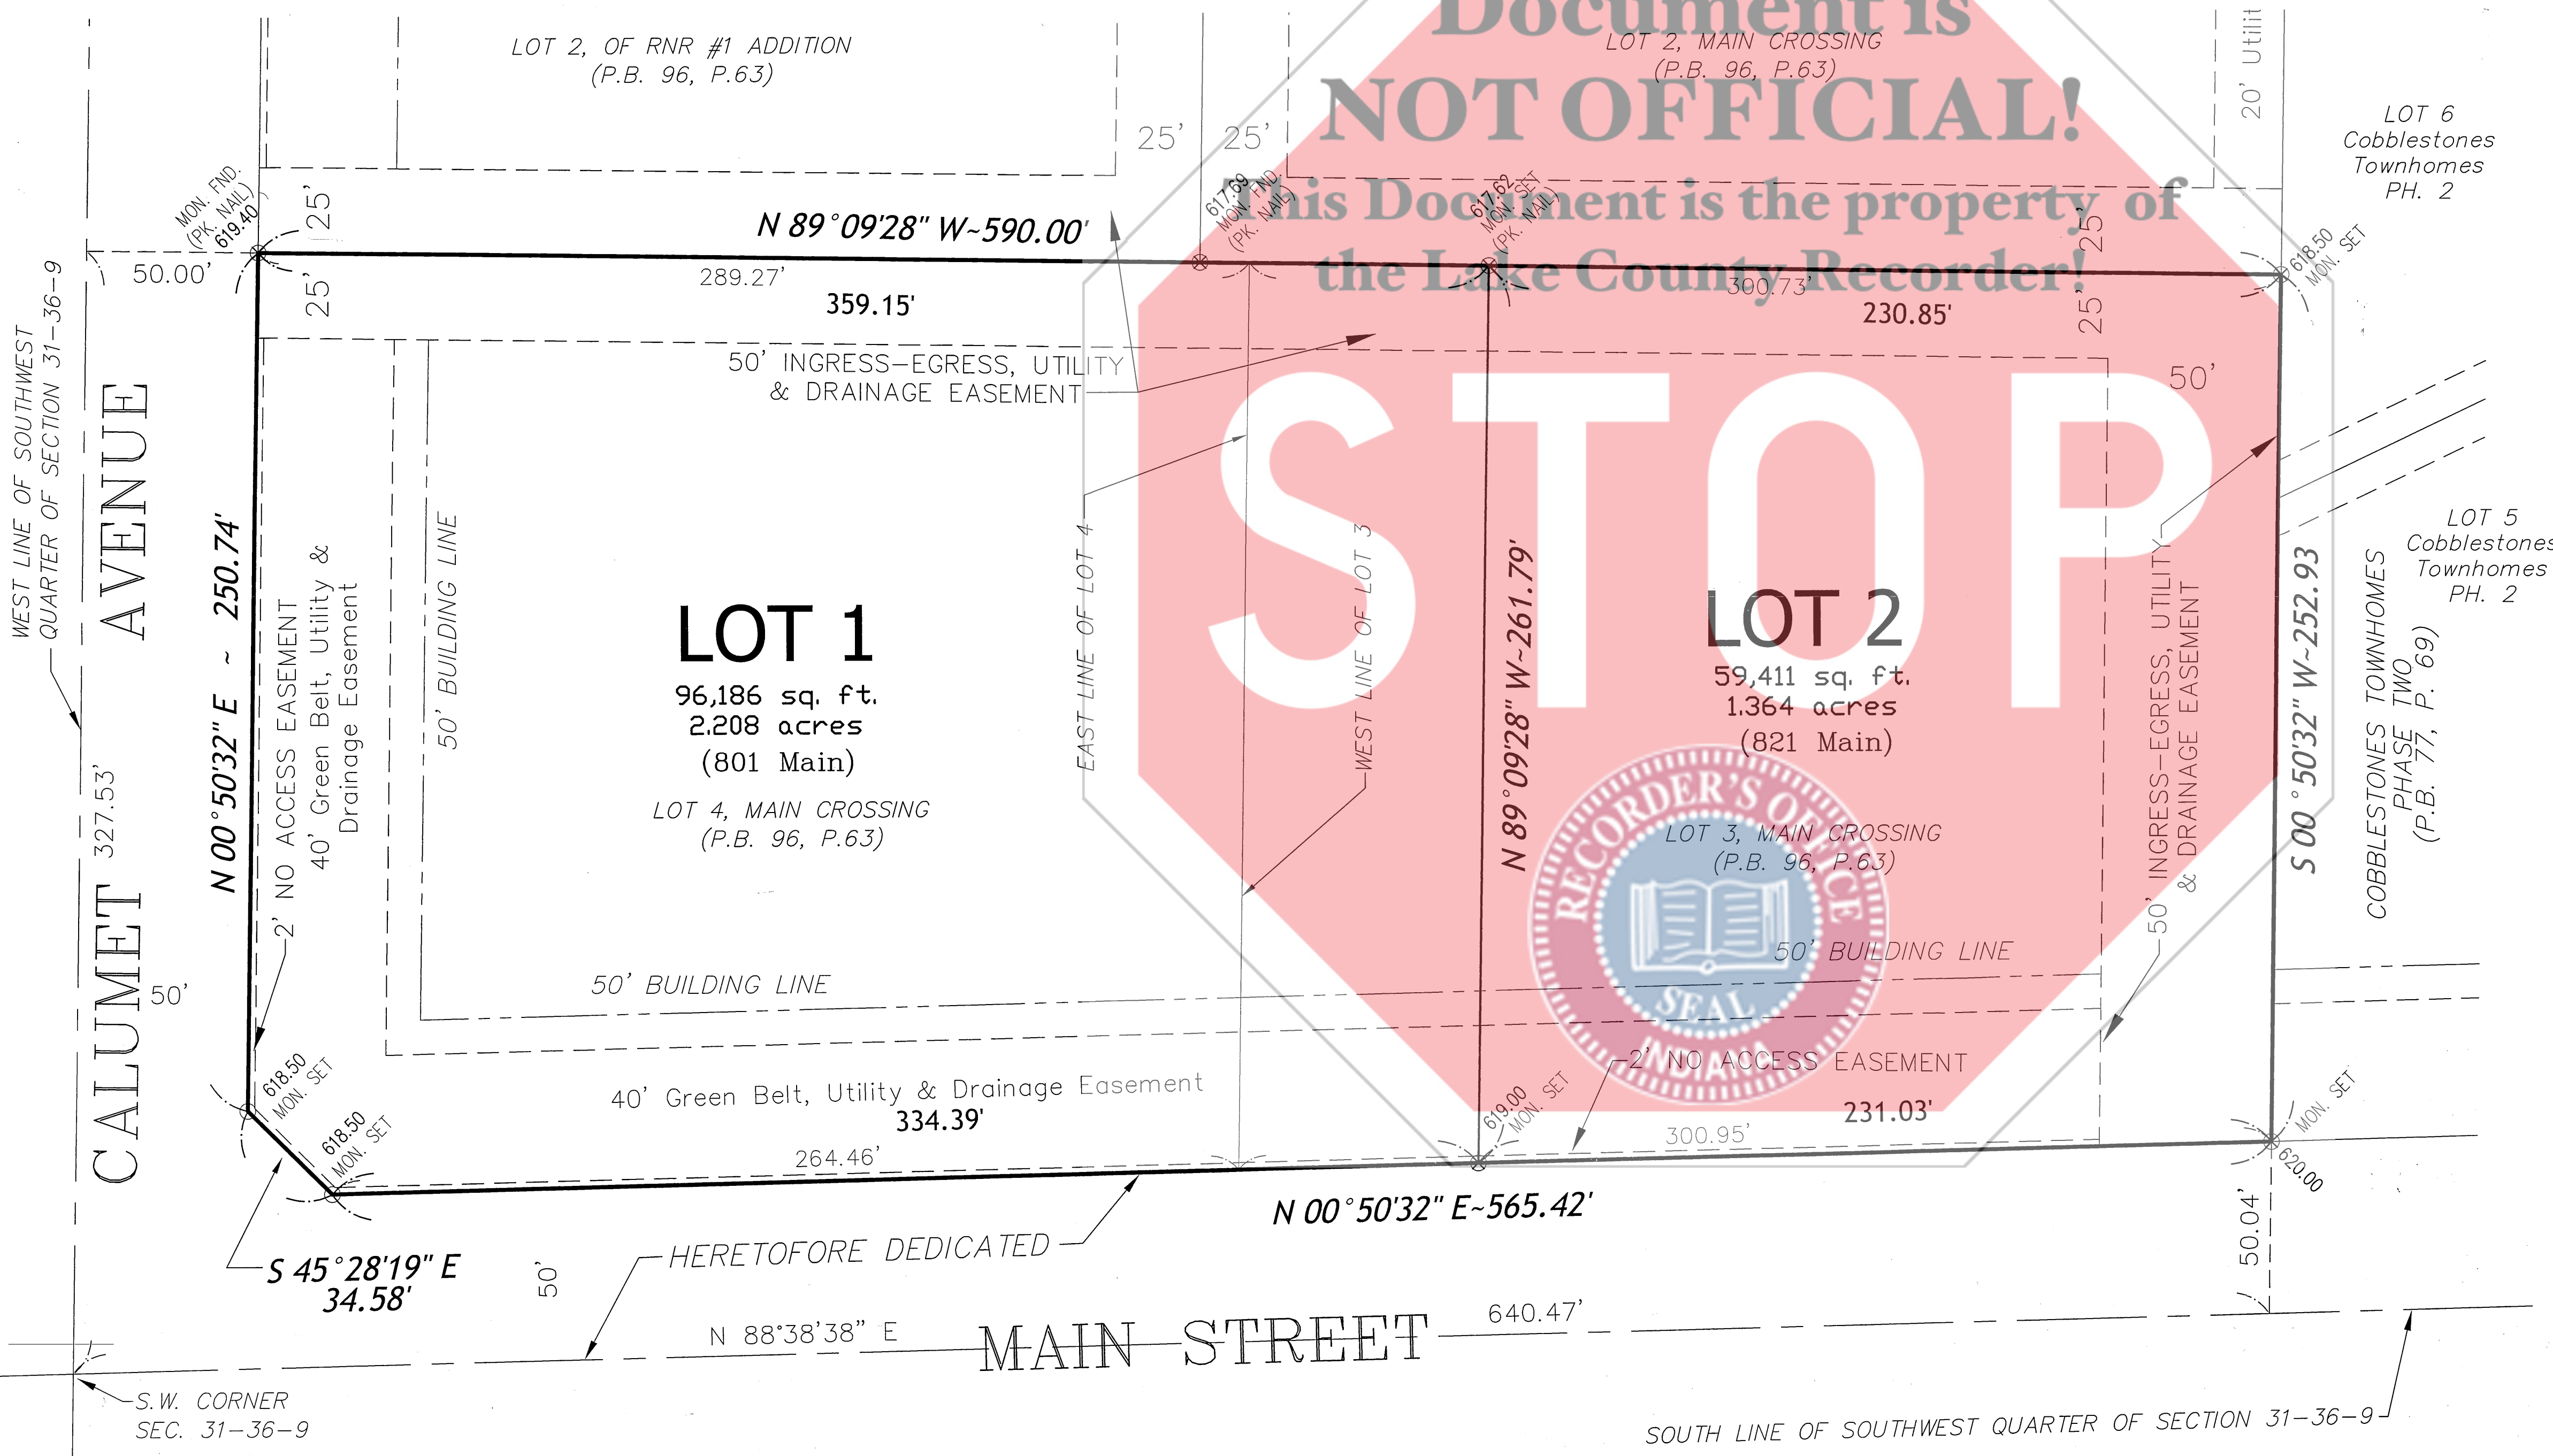 Document is
NOT OFFICIAL!
This Document is the property of
the Lake County Recorder!
STOP
RECORDER'S OFFICE
SEAL
INDIANA
LOT 2, OF RNR #1 ADDITION
(P.B. 96, P.63)
LOT 2, MAIN CROSSING
(P.B. 96, P.63)
20' Utilit
LOT 6
Cobblestones
Townhomes
PH. 2
25'
25'
MON. FND.
(PK. NAIL)
619.40
25'
N 89°09'28" W~590.00'
617.69
MON. FND.
(PK. NAIL)
617.62
MON. SET
(PK. NAIL)
25'
618.50
MON. SET
50.00'
25'
289.27'
359.15'
300.73'
230.85'
25'
50' INGRESS-EGRESS, UTILITY
& DRAINAGE EASEMENT
50'
WEST LINE OF SOUTHWEST
QUARTER OF SECTION 31-36-9
CALUMET AVENUE
327.53'
50'
N 00°50'32" E ~ 250.74'
2' NO ACCESS EASEMENT
40' Green Belt, Utility &
Drainage Easement
50' BUILDING LINE
LOT 1
96,186 sq. ft.
2.208 acres
(801 Main)
LOT 4, MAIN CROSSING
(P.B. 96, P.63)
EAST LINE OF LOT 4
WEST LINE OF LOT 3
N 89°09'28" W~261.79'
LOT 2
59,411 sq. ft.
1.364 acres
(821 Main)
LOT 3, MAIN CROSSING
(P.B. 96, P.63)
50' INGRESS-EGRESS, UTILITY
& DRAINAGE EASEMENT
S 00°50'32" W~252.93
COBBLESTONES TOWNHOMES
PHASE TWO
(P.B. 77, P. 69)
LOT 5
Cobblestones
Townhomes
PH. 2
50' BUILDING LINE
50' BUILDING LINE
618.50
MON. SET
618.50
MON. SET
40' Green Belt, Utility & Drainage Easement
334.39'
264.46'
619.00
MON. SET
2' NO ACCESS EASEMENT
231.03'
300.95'
MON. SET
620.00
N 00°50'32" E~565.42'
HERETOFORE DEDICATED
S 45°28'19" E
34.58'
50'
50.04'
N 88°38'38" E
MAIN STREET
640.47'
S.W. CORNER
SEC. 31-36-9
SOUTH LINE OF SOUTHWEST QUARTER OF SECTION 31-36-9